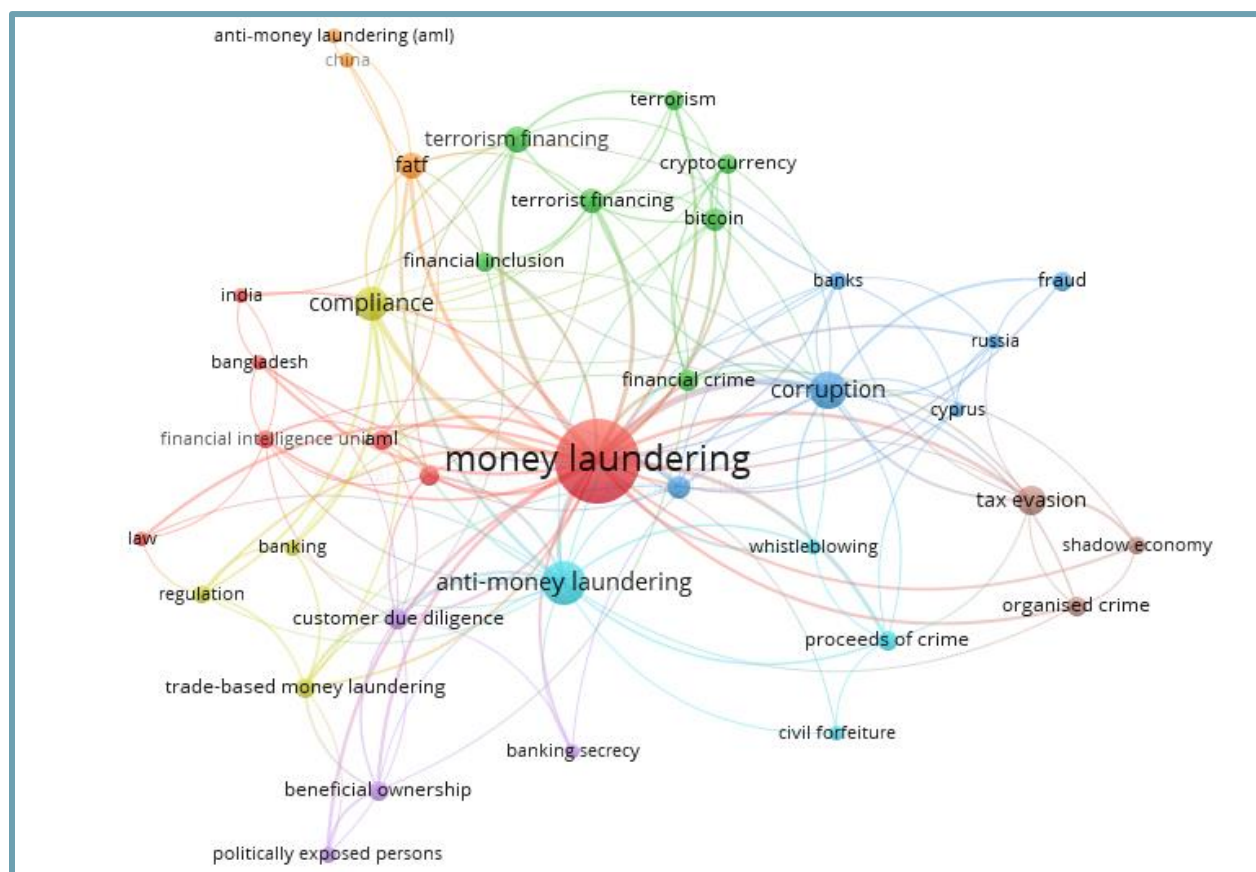 anti-money laundering (aml)
china
terrorism
terrorism financing
fatf
cryptocurrency
terrorist financing
bitcoin
financial inclusion
banks
fraud
india
compliance
russia
bangladesh
financial crime
corruption
cyprus
financial intelligence uni
aml
money laundering
tax evasion
law
banking
whistleblowing
shadow economy
anti-money laundering
regulation
organised crime
customer due diligence
proceeds of crime
trade-based money laundering
civil forfeiture
banking secrecy
beneficial ownership
politically exposed persons